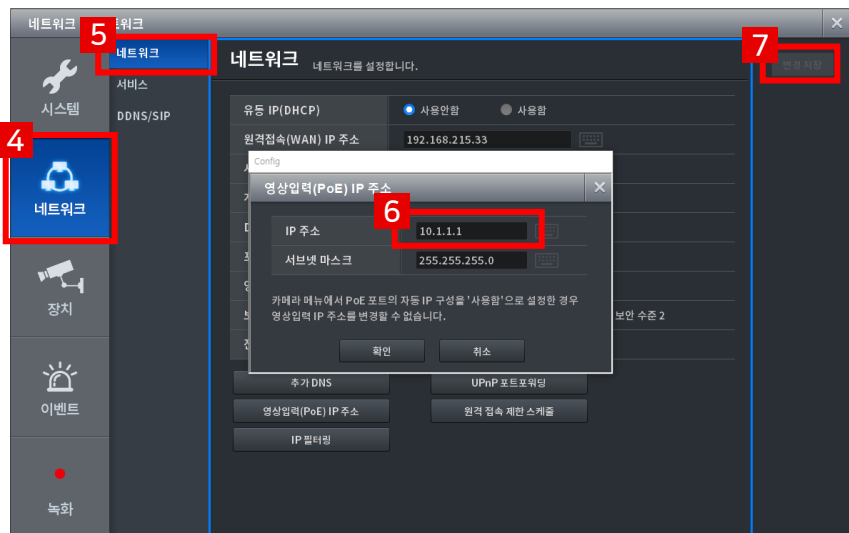 네트워크
트워크
5
네트워크
서비스
DDNS/SIP
시스템
4
네트워크
장치
이벤트
녹화
네트워크 네트워크를 설정합니다.
7
변경 저장
유동 IP(DHCP) 사용안함 사용함
원격접속(WAN) IP 주소 192.168.215.33
Config
영상입력(PoE) IP 주소
6
IP 주소 10.1.1.1
서브넷 마스크 255.255.255.0
카메라 메뉴에서 PoE 포트의 자동 IP 구성을 '사용함'으로 설정한 경우
영상입력 IP 주소를 변경할 수 없습니다.
확인 취소
보안 수준 2
추가 DNS UPnP 포트포워딩
영상입력(PoE) IP 주소 원격 접속 제한 스케줄
IP 필터링